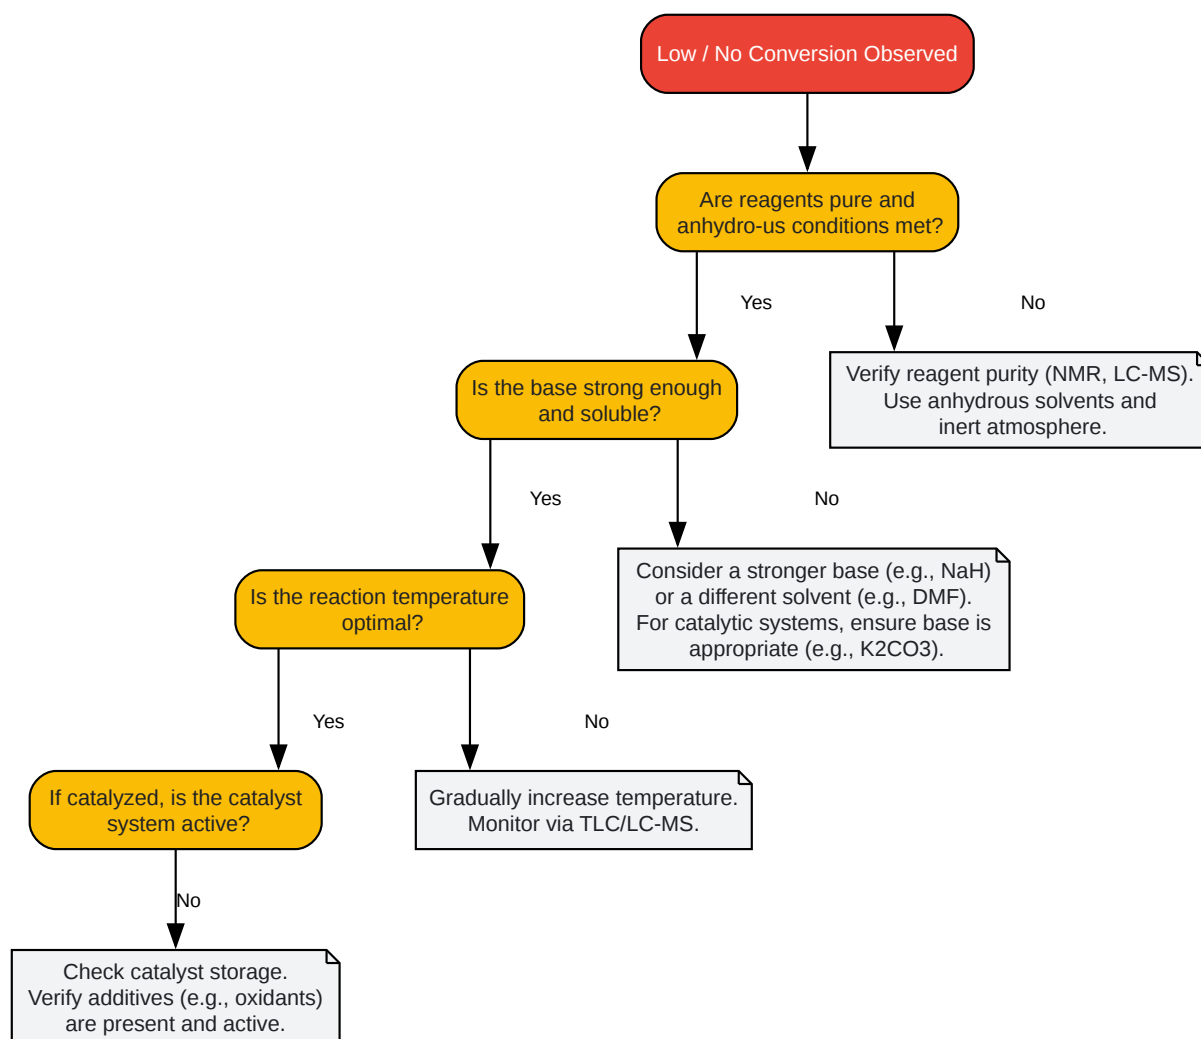 Low / No Conversion Observed
Are reagents pure and
anhydro-us conditions met?
Yes
No
Verify reagent purity (NMR, LC-MS).
Use anhydrous solvents and
inert atmosphere.
Is the base strong enough
and soluble?
Yes
No
Consider a stronger base (e.g., NaH)
or a different solvent (e.g., DMF).
For catalytic systems, ensure base is
appropriate (e.g., K2CO3).
Is the reaction temperature
optimal?
Yes
No
Gradually increase temperature.
Monitor via TLC/LC-MS.
If catalyzed, is the catalyst
system active?
No
Check catalyst storage.
Verify additives (e.g., oxidants)
are present and active.